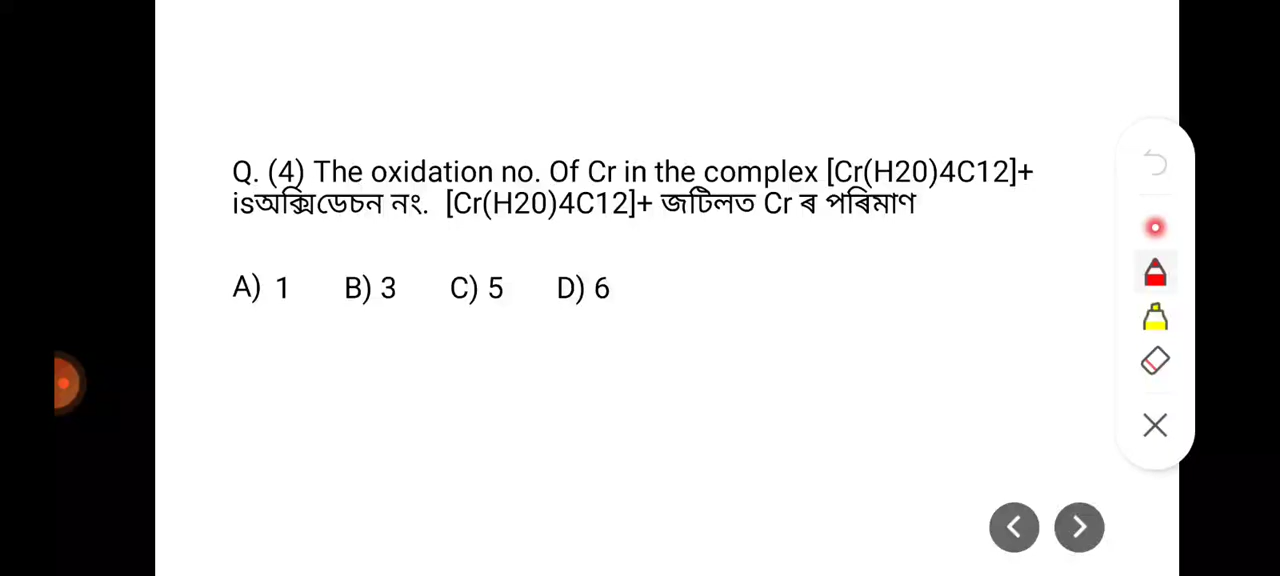 Q. (4) The oxidation no. Of Cr in the complex [Cr(H20)4C12]+
isঅক্সিডেচন নং. [Cr(H20)4C12]+ জটিলত Cr ৰ পৰিমাণ
A) 1 B) 3 C) 5 D) 6